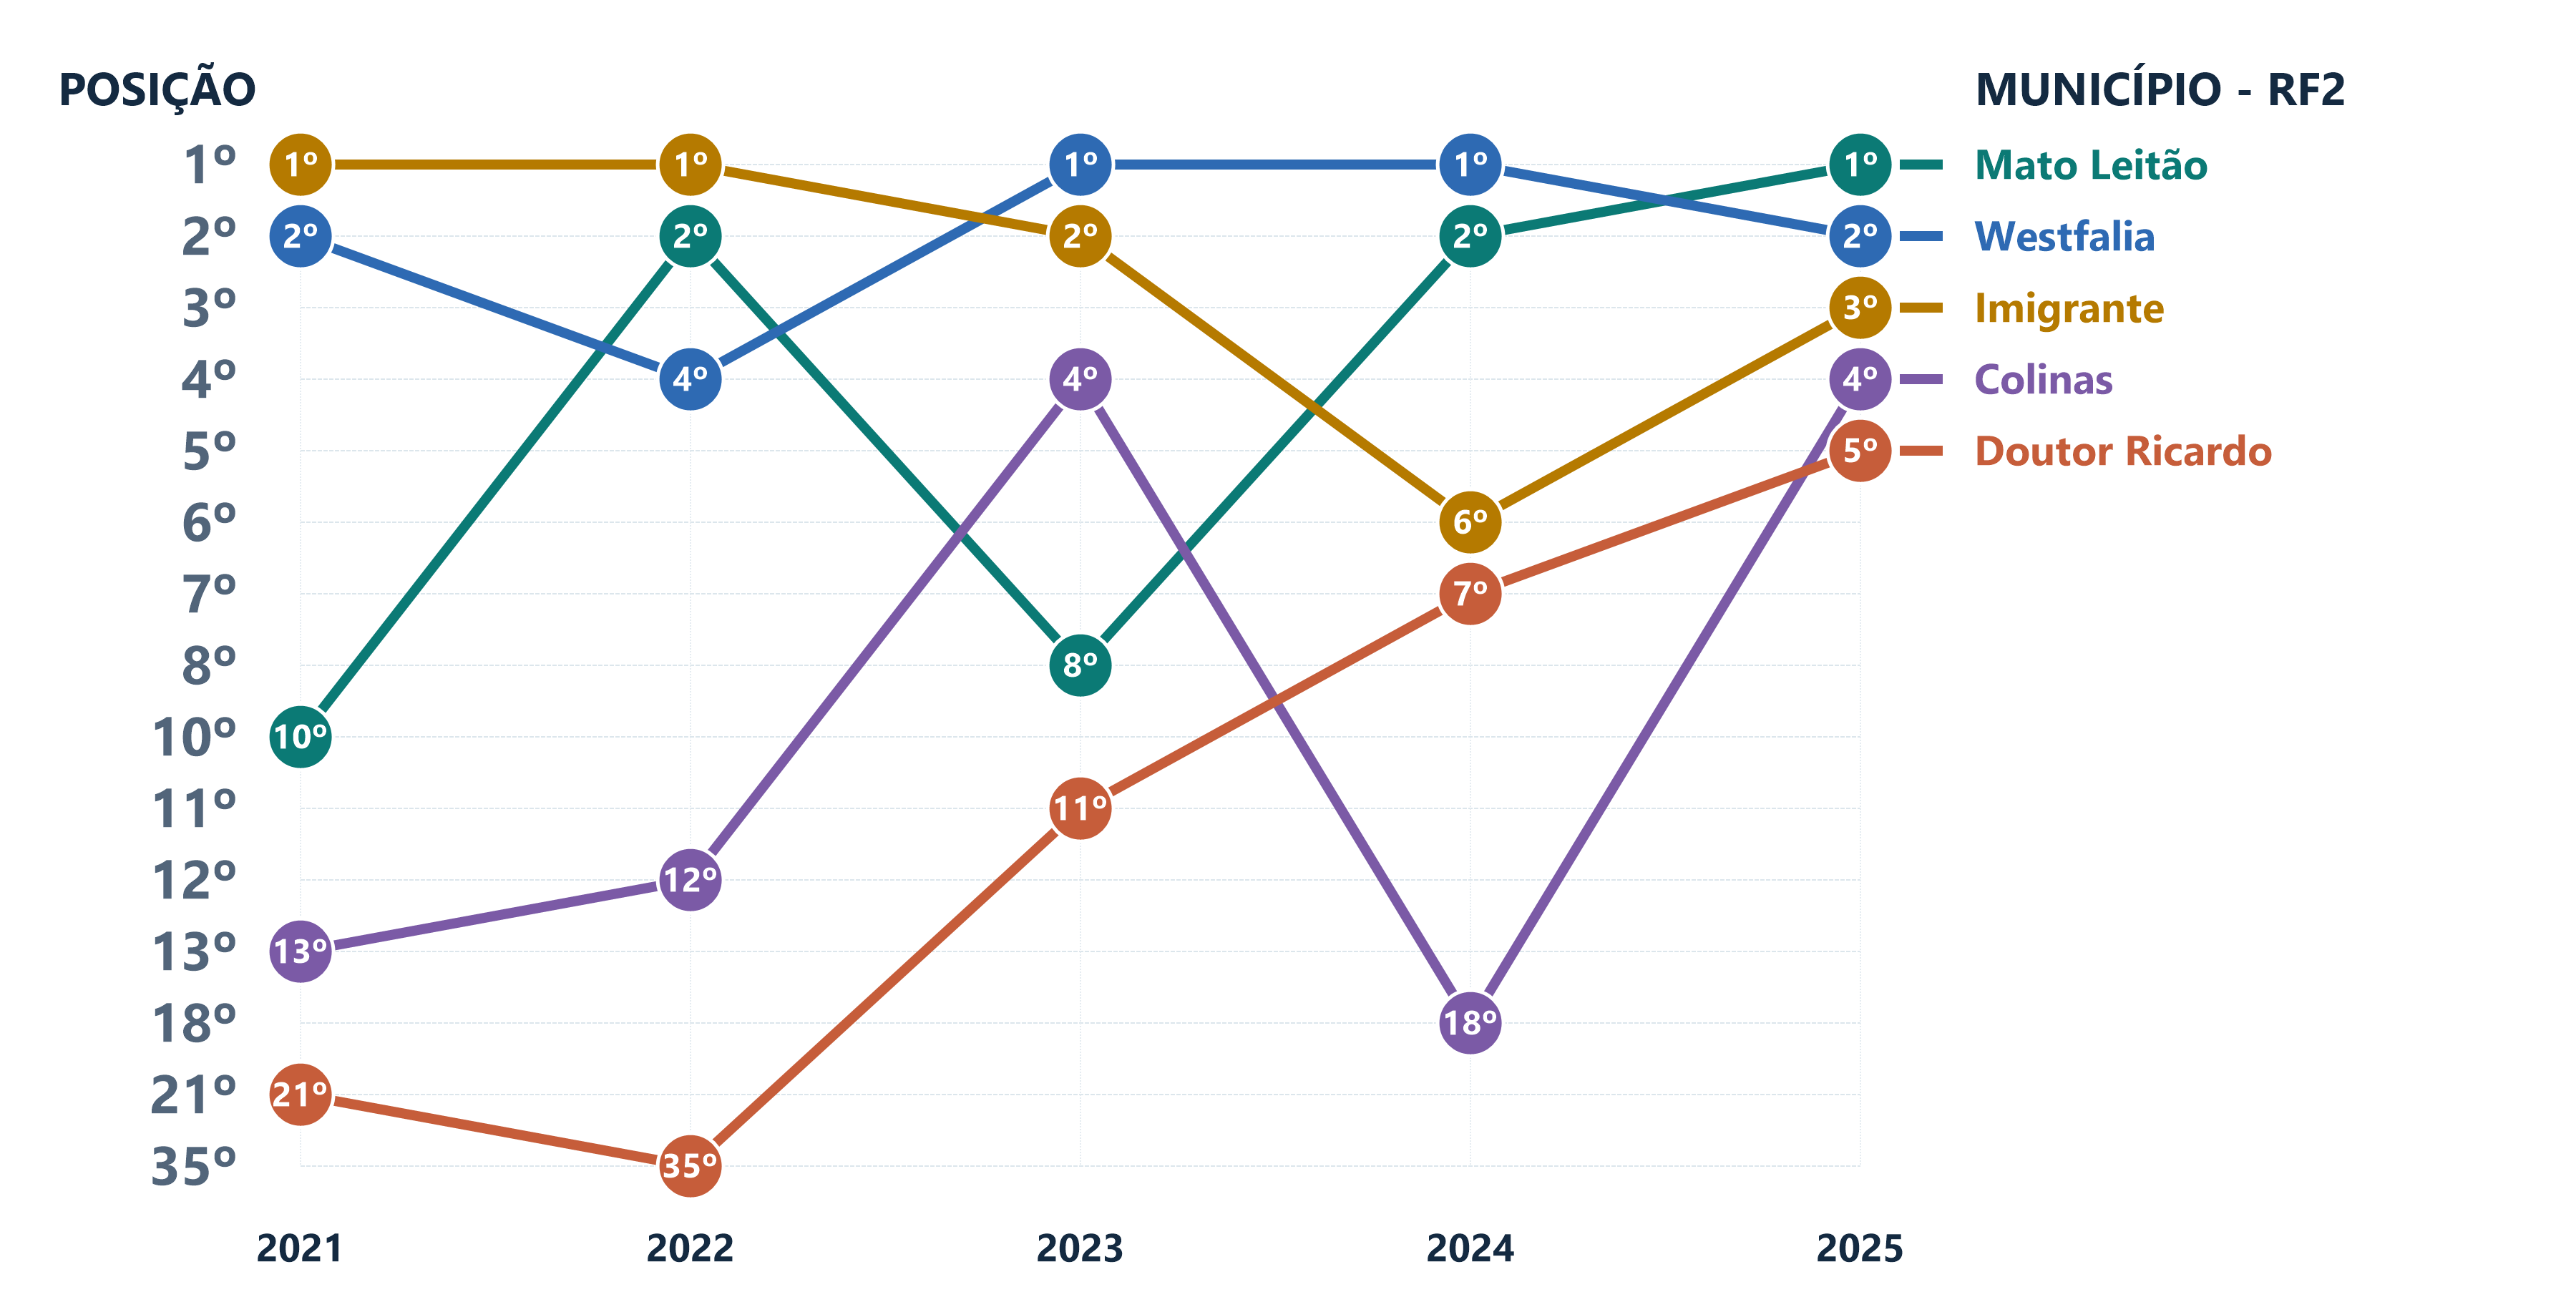 POSIÇÃO MUNICÍPIO - RF2
1º 1º 1º 1º 1º 1º Mato Leitão
2º 2º 2º 2º 2º 2º Westfalia
3º 3º Imigrante
4º 4º 4º 4º Colinas
5º 5º Doutor Ricardo
6º 6º
7º 7º
8º 8º
10º 10º
11º 11º
12º 12º
13º 13º
18º 18º
21º 21º
35º 35º
2021 2022 2023 2024 2025